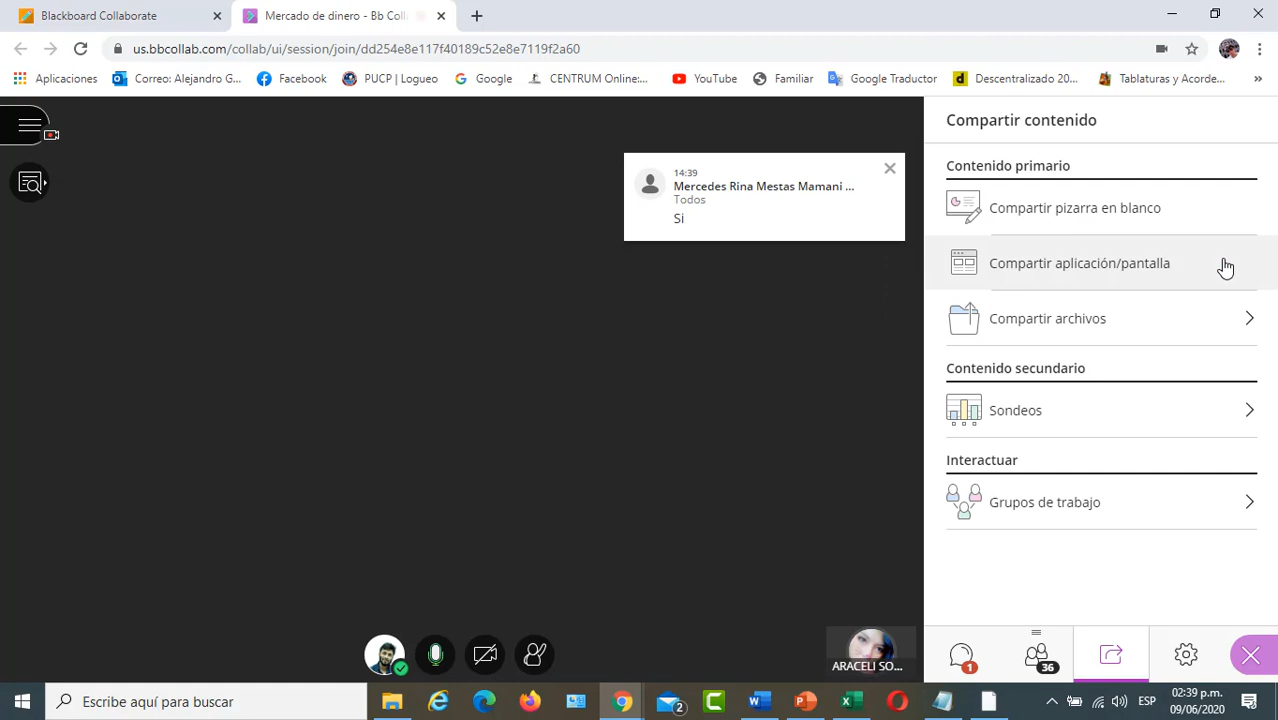 Blackboard Collaborate
Mercado de dinero - Bb Coll
us.bbcollab.com/collab/ui/session/join/dd254e8e117f40189c52e8e7119f2a60
Aplicaciones
Correo: Alejandro G...
Facebook
PUCP | Logueo
Google
CENTRUM Online:...
YouTube
Familiar
Google Traductor
Descentralizado 20...
Tablaturas y Acorde...
»
Compartir contenido
14:39
Mercedes Rina Mestas Mamani ...
Todos
Si
Contenido primario
Compartir pizarra en blanco
Compartir aplicación/pantalla
Compartir archivos
Contenido secundario
Sondeos
Interactuar
Grupos de trabajo
ARACELI SO...
1
36
Escribe aquí para buscar
2
ESP
02:39 p.m.
09/06/2020